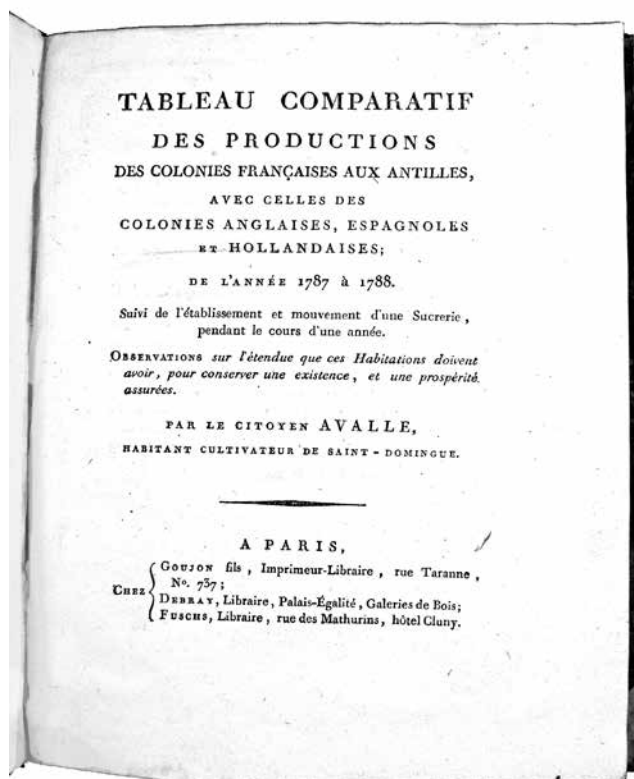 TABLEAU COMPARATIF
DES PRODUCTIONS
DES COLONIES FRANÇAISES AUX ANTILLES,
AVEC CELLES DES
COLONIES ANGLAISES, ESPAGNOLES
ET HOLLANDAISES;
DE L'ANNÉE 1787 à 1788.
Suivi de l'établissement et mouvement d'une Sucrerie,
pendant le cours d'une année.
OBSERVATIONS sur l'étendue que ces Habitations doivent
avoir, pour conserver une existence, et une prospérité
assurées.
PAR LE CITOYEN AVALLE,
HABITANT CULTIVATEUR DE SAINT-DOMINGUE.
A PARIS,
CHEZ
GOUJON fils, Imprimeur-Libraire, rue Taranne,
No. 737;
DEBRAY, Libraire, Palais-Égalité, Galeries de Bois;
FUSCHS, Libraire, rue des Mathurins, hôtel Cluny.